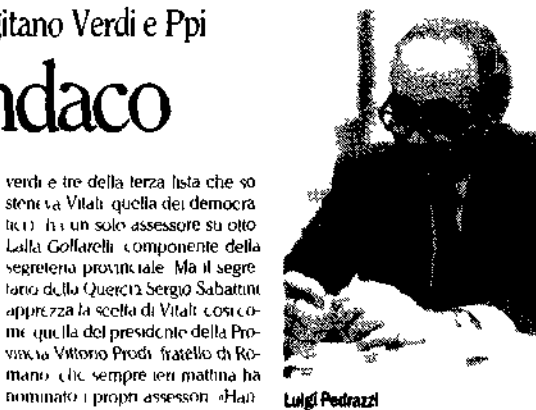 gitano Verdi e Ppi
ndaco
verdi e tre della terza lista che so
steneva Vitali quella dei democra
tici ha un solo assessore su otto
Lalla Golfarelli componente della
segreteria provinciale Ma il segre
tario della Quercia Sergio Sabattini
apprezza la scelta di Vitali cosi co-
me quella del presidente della Pro-
vincia Vittorio Prodi fratello di Ro-
mano che sempre ieri mattina ha
nominato i propri assessori «Han
Luigi Pedrazzi